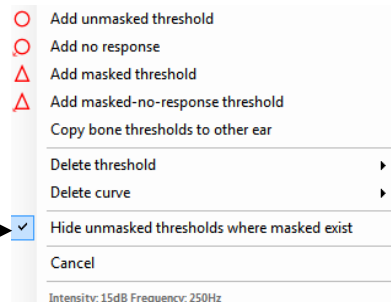 Add unmasked threshold
Add no response
Add masked threshold
Add masked-no-response threshold
Copy bone thresholds to other ear
Delete threshold
Delete curve
Hide unmasked thresholds where masked exist
Cancel
Intensity: 15dB Frequency: 250Hz